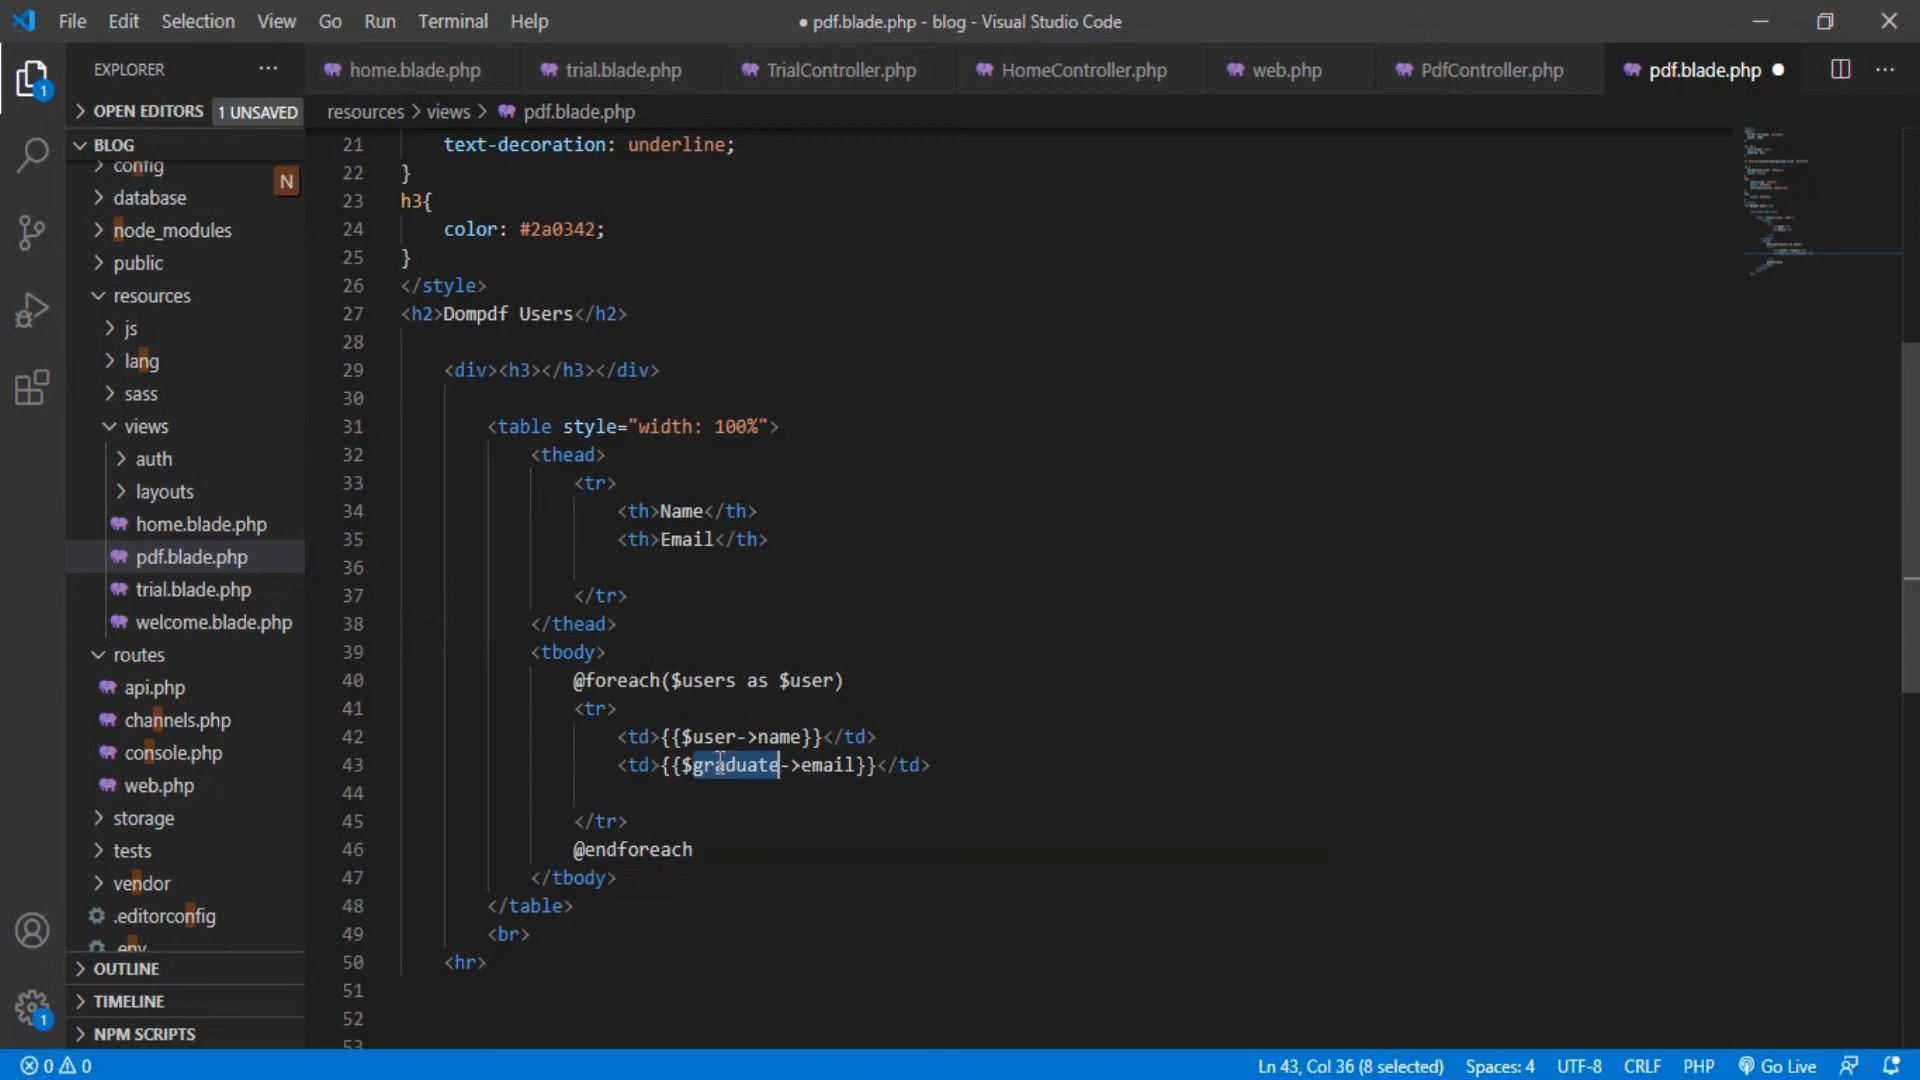 File Edit Selection View Go Run Terminal Help
● pdf.blade.php - blog - Visual Studio Code
EXPLORER
home.blade.php trial.blade.php TrialController.php HomeController.php web.php PdfController.php pdf.blade.php
OPEN EDITORS 1 UNSAVED
resources > views > pdf.blade.php
BLOG
config
N
database
node_modules
public
resources
js
lang
sass
views
auth
layouts
home.blade.php
pdf.blade.php
trial.blade.php
welcome.blade.php
routes
api.php
channels.php
console.php
web.php
storage
tests
vendor
.editorconfig
.env
OUTLINE
TIMELINE
NPM SCRIPTS
1
1
21 text-decoration: underline;
22 }
23 h3{
24 color: #2a0342;
25 }
26 </style>
27 <h2>Dompdf Users</h2>
28
29 <div><h3></h3></div>
30
31 <table style="width: 100%">
32 <thead>
33 <tr>
34 <th>Name</th>
35 <th>Email</th>
36
37 </tr>
38 </thead>
39 <tbody>
40 @foreach($users as $user)
41 <tr>
42 <td>{{$user->name}}</td>
43 <td>{{$graduate->email}}</td>
44
45 </tr>
46 @endforeach
47 </tbody>
48 </table>
49 <br>
50 <hr>
51
52
53
0 0
Ln 43, Col 36 (8 selected) Spaces: 4 UTF-8 CRLF PHP Go Live